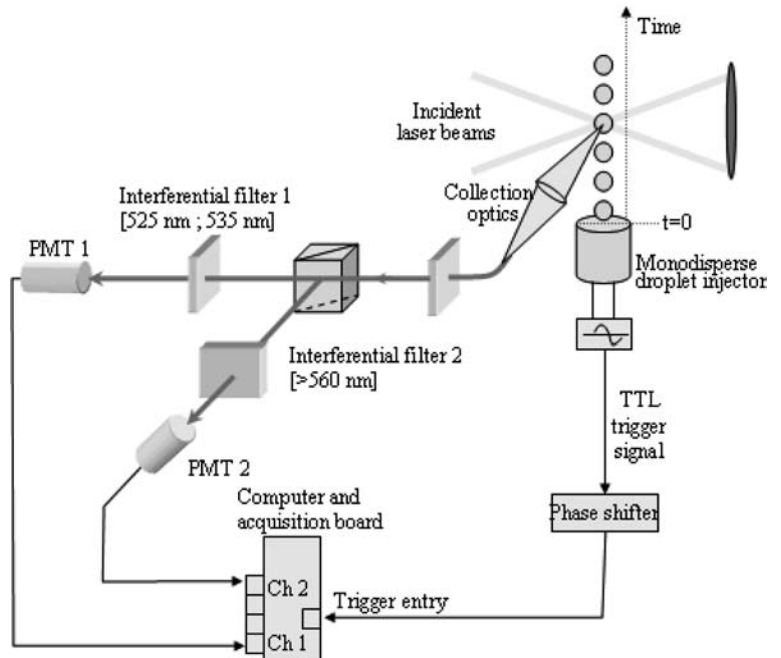 Time
Incident
laser beams
Collection
optics
Interferential filter 1
[525 nm ; 535 nm]
PMT 1
t=0
Monodisperse
droplet injector
Interferential filter 2
[>560 nm]
TTL
trigger
signal
PMT 2
Computer and
acquisition board
Phase shifter
Ch 2
Trigger entry
Ch 1